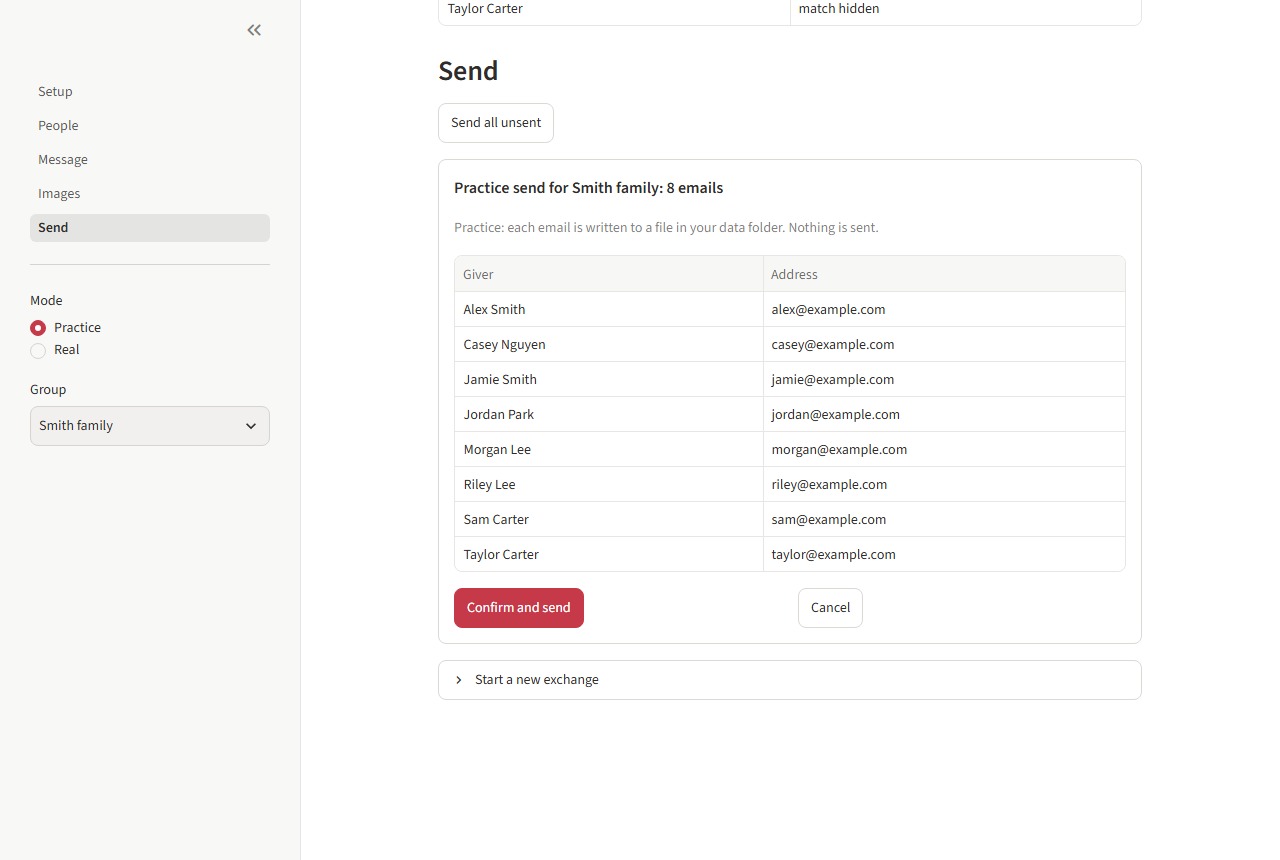 Setup
People
Message
Images
Send
Mode
Practice
Real
Group
Smith family
Taylor Carter match hidden
Send
Send all unsent
Practice send for Smith family: 8 emails
Practice: each email is written to a file in your data folder. Nothing is sent.
Giver Address
Alex Smith alex@example.com
Casey Nguyen casey@example.com
Jamie Smith jamie@example.com
Jordan Park jordan@example.com
Morgan Lee morgan@example.com
Riley Lee riley@example.com
Sam Carter sam@example.com
Taylor Carter taylor@example.com
Confirm and send Cancel
Start a new exchange